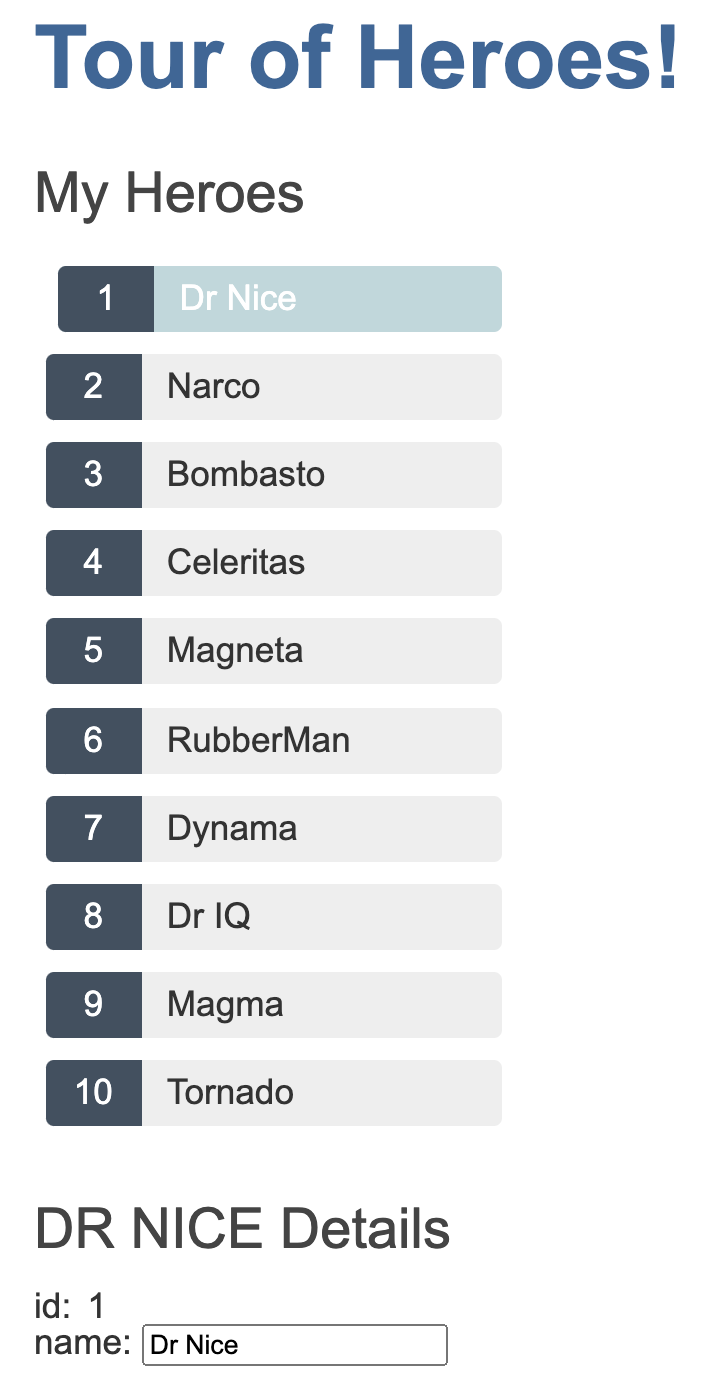 Tour of Heroes!
My Heroes
1 Dr Nice
2 Narco
3 Bombasto
4 Celeritas
5 Magneta
6 RubberMan
7 Dynama
8 Dr IQ
9 Magma
10 Tornado
DR NICE Details
id: 1
name: Dr Nice